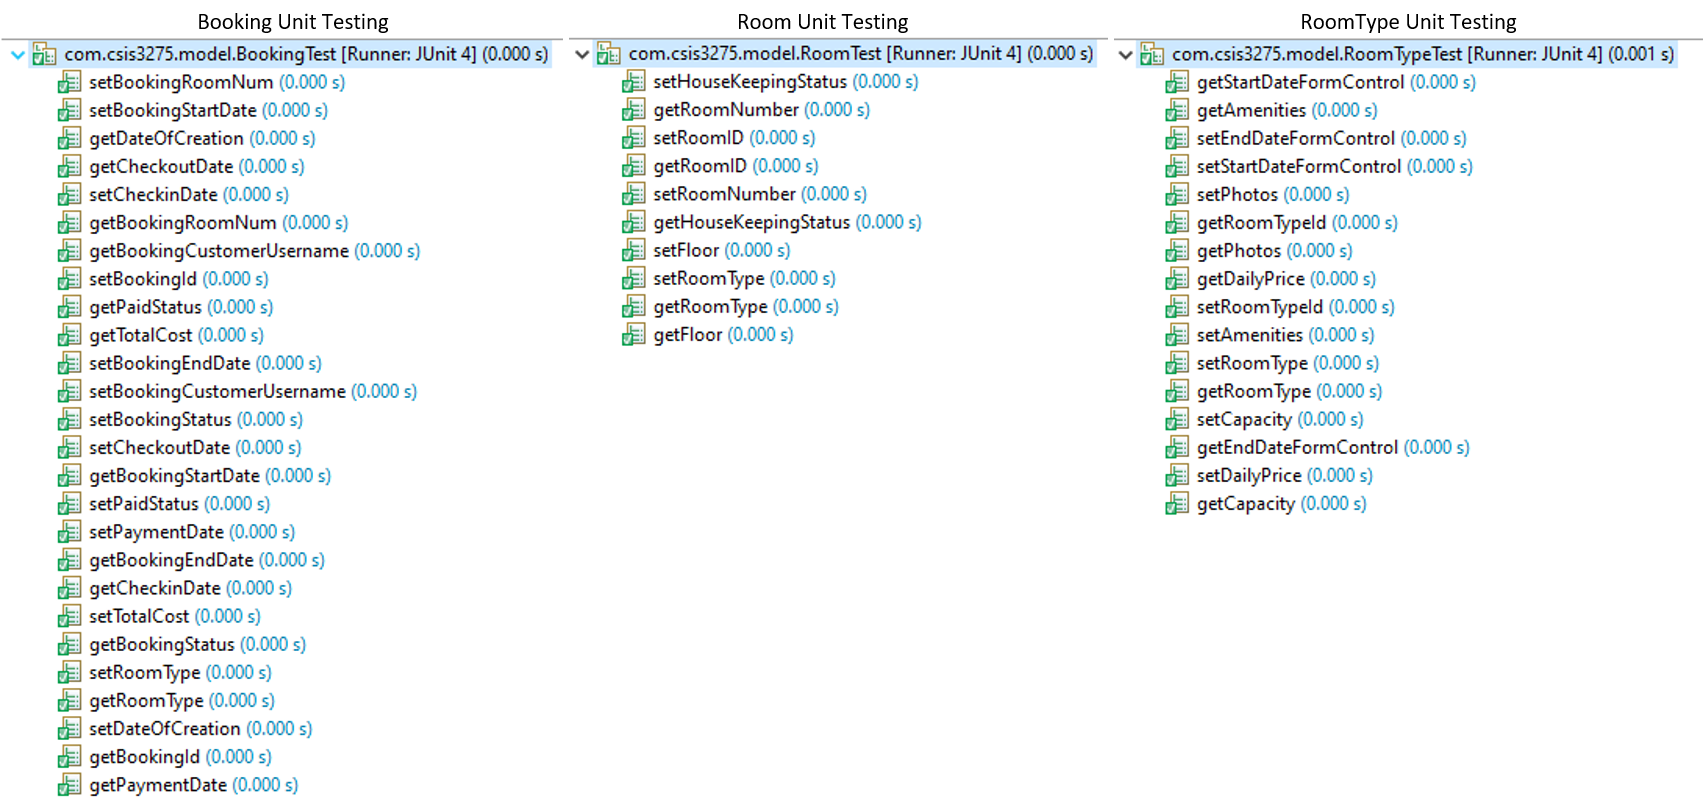 Booking Unit Testing
com.csis3275.model.BookingTest [Runner: JUnit 4] (0.000 s)
setBookingRoomNum (0.000 s)
setBookingStartDate (0.000 s)
getDateOfCreation (0.000 s)
getCheckoutDate (0.000 s)
setCheckinDate (0.000 s)
getBookingRoomNum (0.000 s)
getBookingCustomerUsername (0.000 s)
setBookingId (0.000 s)
getPaidStatus (0.000 s)
getTotalCost (0.000 s)
setBookingEndDate (0.000 s)
setBookingCustomerUsername (0.000 s)
setBookingStatus (0.000 s)
setCheckoutDate (0.000 s)
getBookingStartDate (0.000 s)
setPaidStatus (0.000 s)
setPaymentDate (0.000 s)
getBookingEndDate (0.000 s)
getCheckinDate (0.000 s)
setTotalCost (0.000 s)
getBookingStatus (0.000 s)
setRoomType (0.000 s)
getRoomType (0.000 s)
setDateOfCreation (0.000 s)
getBookingId (0.000 s)
getPaymentDate (0.000 s)
Room Unit Testing
com.csis3275.model.RoomTest [Runner: JUnit 4] (0.000 s)
setHouseKeepingStatus (0.000 s)
getRoomNumber (0.000 s)
setRoomID (0.000 s)
getRoomID (0.000 s)
setRoomNumber (0.000 s)
getHouseKeepingStatus (0.000 s)
setFloor (0.000 s)
setRoomType (0.000 s)
getRoomType (0.000 s)
getFloor (0.000 s)
RoomType Unit Testing
com.csis3275.model.RoomTypeTest [Runner: JUnit 4] (0.001 s)
getStartDateFormControl (0.000 s)
getAmenities (0.000 s)
setEndDateFormControl (0.000 s)
setStartDateFormControl (0.000 s)
setPhotos (0.000 s)
getRoomTypeId (0.000 s)
getPhotos (0.000 s)
getDailyPrice (0.000 s)
setRoomTypeId (0.000 s)
setAmenities (0.000 s)
setRoomType (0.000 s)
getRoomType (0.000 s)
setCapacity (0.000 s)
getEndDateFormControl (0.000 s)
setDailyPrice (0.000 s)
getCapacity (0.000 s)